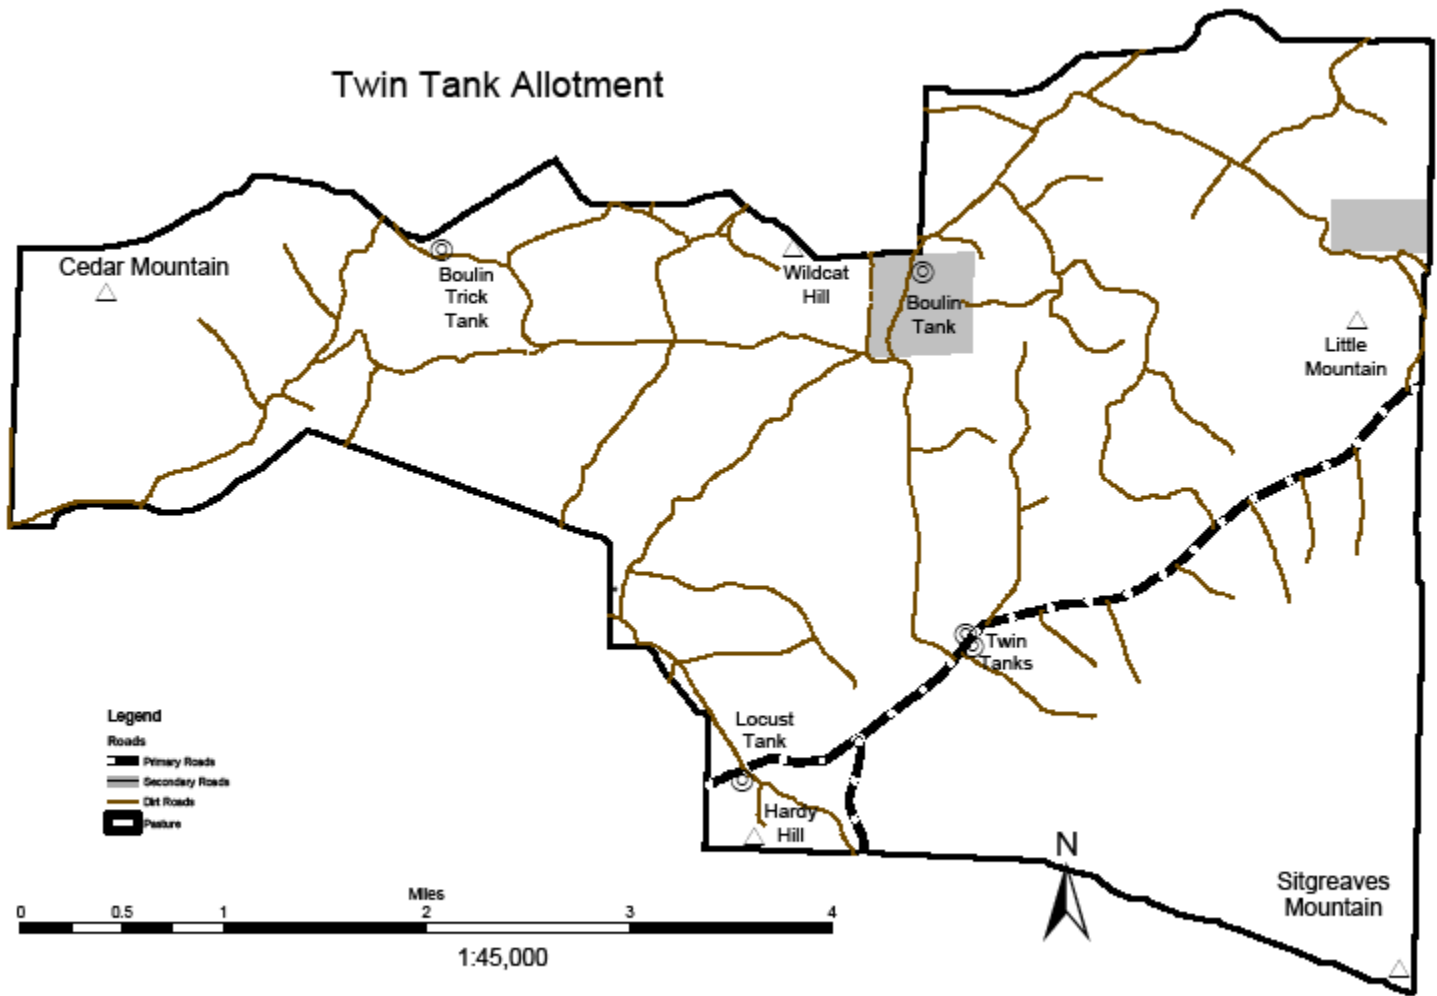 Twin Tank Allotment
Cedar Mountain
Boulin
Trick
Tank
Wildcat
Hill
Boulin
Tank
Little
Mountain
Twin
Tanks
Locust
Tank
Hardy
Hill
Legend
Roads
Primary Roads
Secondary Roads
Dirt Roads
Pasture
N
Sitgreaves
Mountain
Miles
0 0.5 1 2 3 4
1:45,000